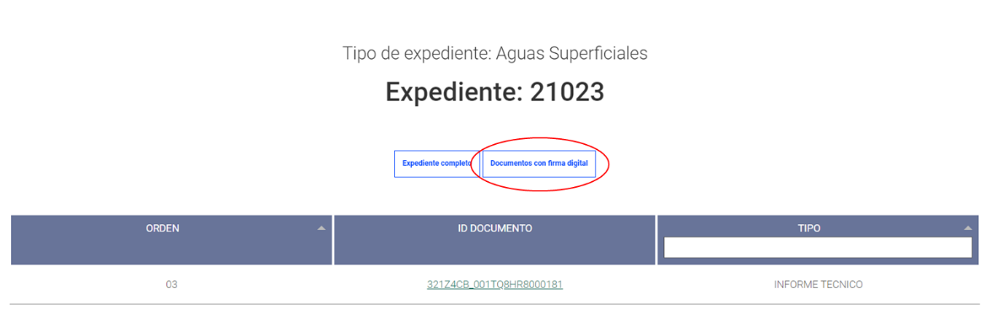 Tipo de expediente: Aguas Superficiales
Expediente: 21023
Expediente completo Documentos con firma digital
ORDEN ID DOCUMENTO TIPO
03 321Z4CB_001TQ8HR8000181 INFORME TECNICO